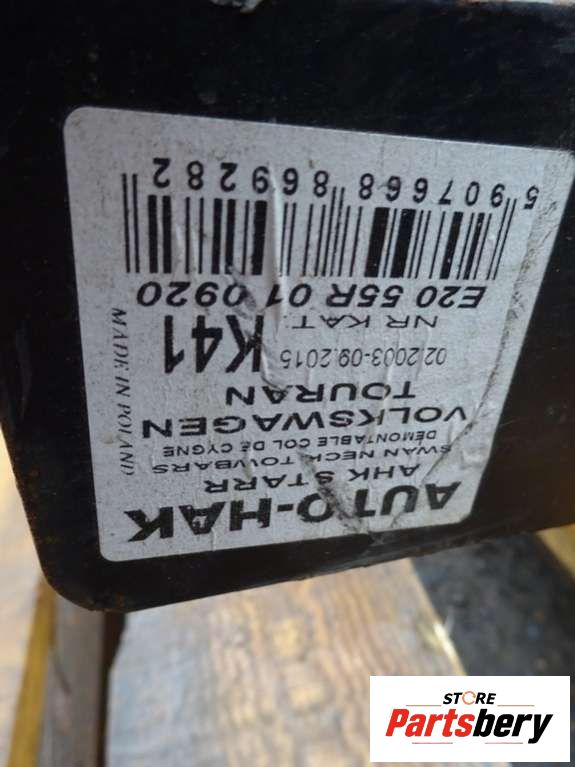 AUTO-HAK
AHK STARR
SWAN NECK TOWBARS
DEMONTABLE COL DE CYGNE
VOLKSWAGEN
TOURAN
02.2003-09.2015
NR KAT. K41
E20 55R 01 0920
5 907668 869282
MADE IN POLAND
STORE
Partsbery